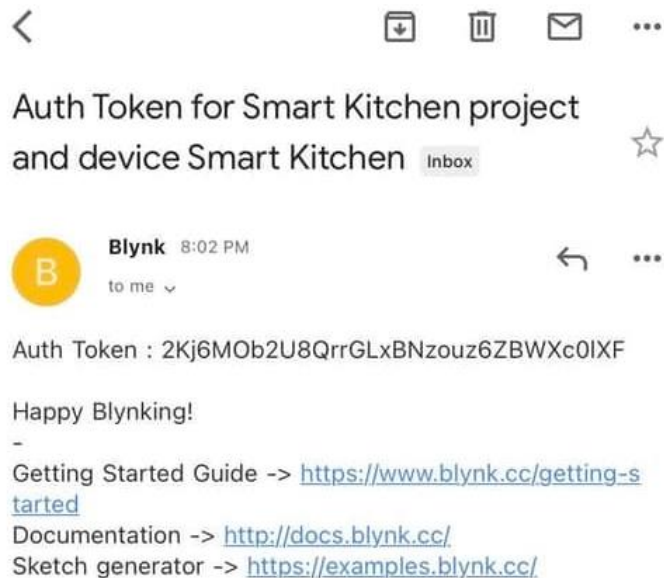 Auth Token for Smart Kitchen project
and device Smart Kitchen Inbox
B
Blynk 8:02 PM
to me
Auth Token : 2Kj6MOb2U8QrrGLxBNzouz6ZBWXc0lXF
Happy Blynking!
-
Getting Started Guide -> https://www.blynk.cc/getting-s
tarted
Documentation -> http://docs.blynk.cc/
Sketch generator -> https://examples.blynk.cc/